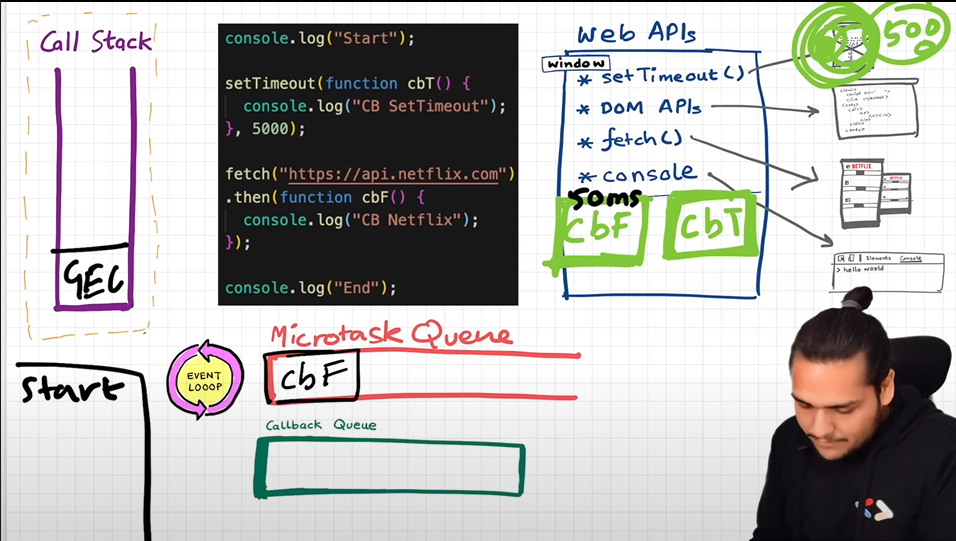 Call Stack
GEC
console.log("Start");
setTimeout(function cbT() {
console.log("CB SetTimeout");
}, 5000);
fetch("https://api.netflix.com")
.then(function cbF() {
console.log("CB Netflix");
});
console.log("End");
Web APIs
window
* setTimeout()
* DOM APIs
* fetch()
* console
50ms
CbF
CbT
500
NETFLIX
Elements Console
> hello world
Start
EVENT
LOOOP
Microtask Queue
cbF
Callback Queue